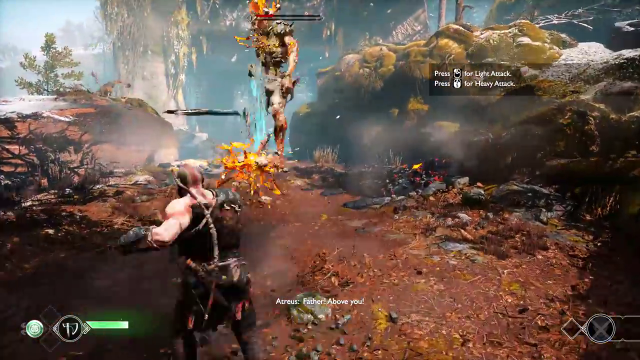 Press for Light Attack.
Press for Heavy Attack.
Atreus: Father! Above you!